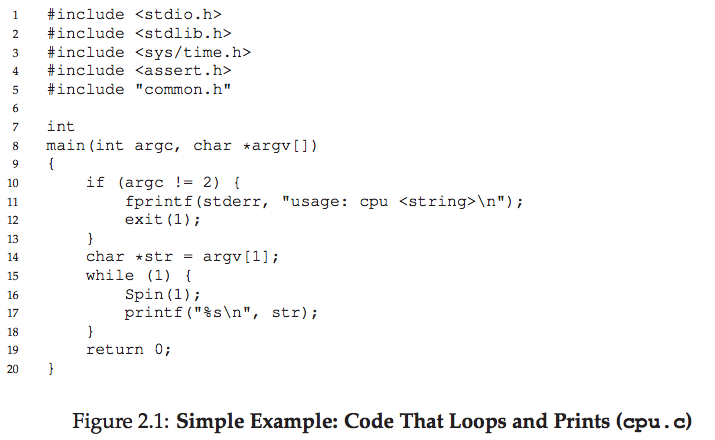 1 #include <stdio.h>
2 #include <stdlib.h>
3 #include <sys/time.h>
4 #include <assert.h>
5 #include "common.h"
6
7 int
8 main(int argc, char *argv[])
9 {
10     if (argc != 2) {
11         fprintf(stderr, "usage: cpu <string>\n");
12         exit(1);
13     }
14     char *str = argv[1];
15     while (1) {
16         Spin(1);
17         printf("%s\n", str);
18     }
19     return 0;
20 }
Figure 2.1: Simple Example: Code That Loops and Prints (cpu.c)